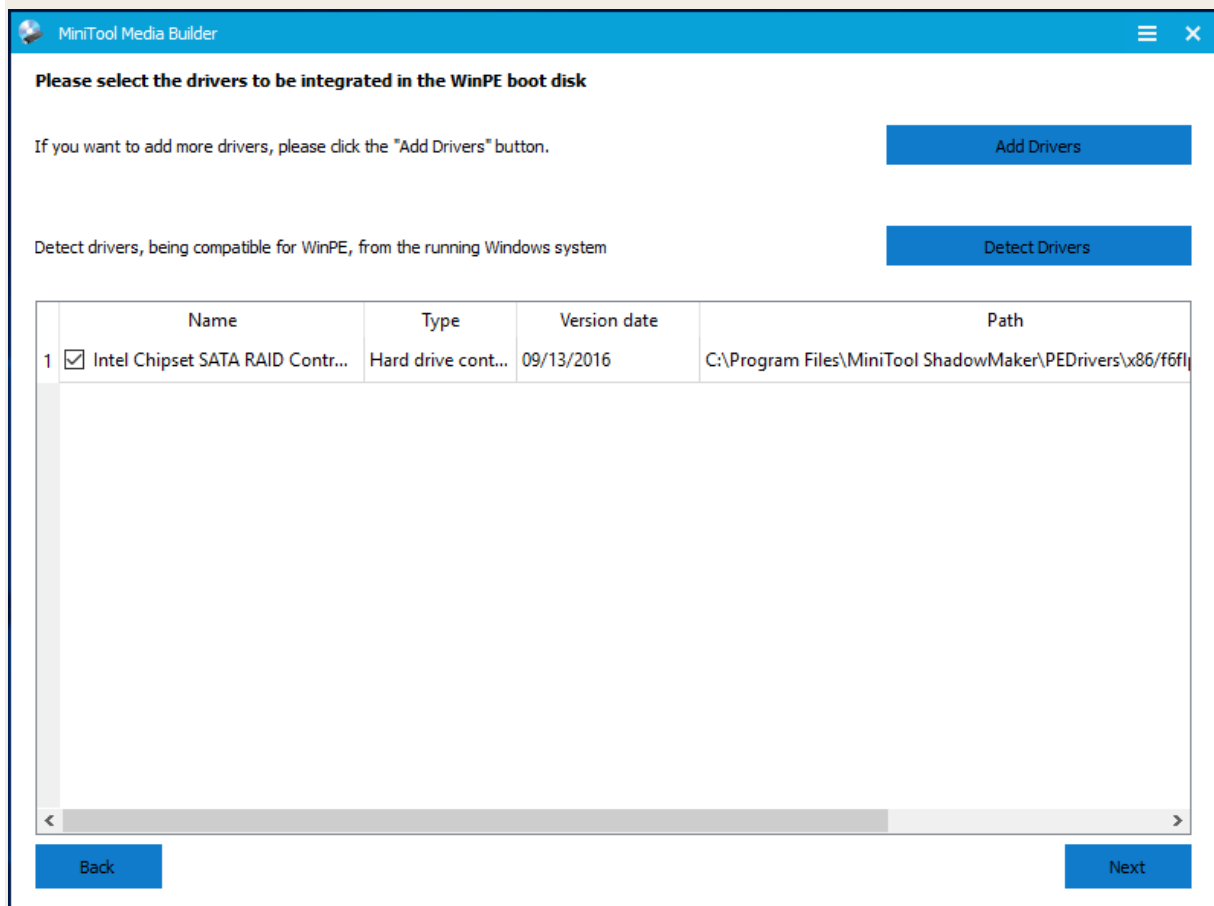 MiniTool Media Builder
Please select the drivers to be integrated in the WinPE boot disk
If you want to add more drivers, please click the "Add Drivers" button.
Add Drivers
Detect drivers, being compatible for WinPE, from the running Windows system
Detect Drivers
Name Type Version date Path
1 Intel Chipset SATA RAID Contr... Hard drive cont... 09/13/2016 C:\Program Files\MiniTool ShadowMaker\PEDrivers\x86/f6flp
Back Next